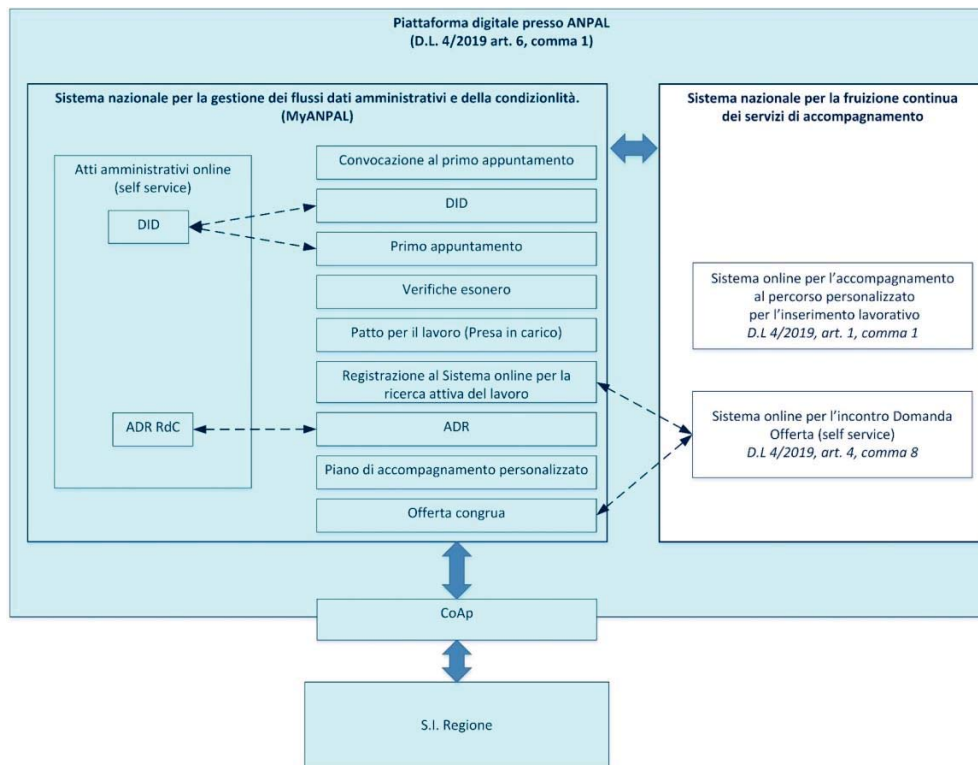 Piattaforma digitale presso ANPAL
(D.L. 4/2019 art. 6, comma 1)
Sistema nazionale per la gestione dei flussi dati amministrativi e della condizionlità.
(MyANPAL)
Atti amministrativi online
(self service)
DID
ADR RdC
Convocazione al primo appuntamento
DID
Primo appuntamento
Verifiche esonero
Patto per il lavoro (Presa in carico)
Registrazione al Sistema online per la
ricerca attiva del lavoro
ADR
Piano di accompagnamento personalizzato
Offerta congrua
Sistema nazionale per la fruizione continua
dei servizi di accompagnamento
Sistema online per l'accompagnamento
al percorso personalizzato
per l'inserimento lavorativo
D.L 4/2019, art. 1, comma 1
Sistema online per l'incontro Domanda
Offerta (self service)
D.L 4/2019, art. 4, comma 8
CoAp
S.I. Regione